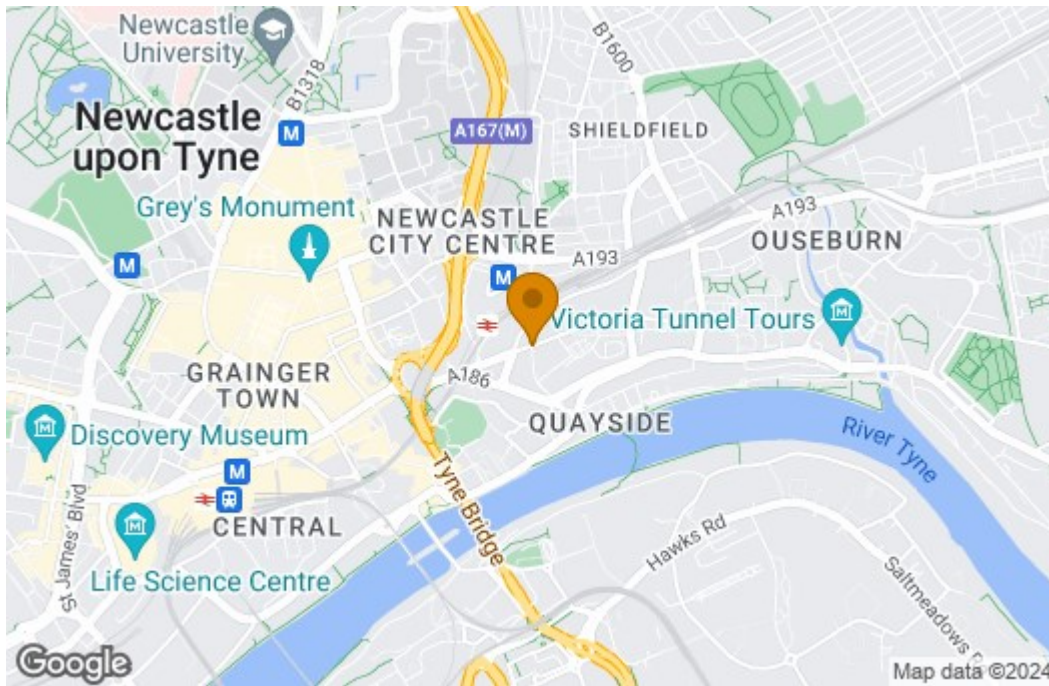 Newcastle
University
B1318
B1600
Newcastle
upon Tyne
M
A167(M)
SHIELDFIELD
Grey's Monument
NEWCASTLE
CITY CENTRE
A193
A193
OUSEBURN
M
M
Victoria Tunnel Tours
M
GRAINGER
TOWN
A186
QUAYSIDE
River Tyne
M
Discovery Museum
M
Tyne Bridge
St James' Blvd
CENTRAL
M
Life Science Centre
Hawks Rd
Saltmeadows
Google
Map data ©2024